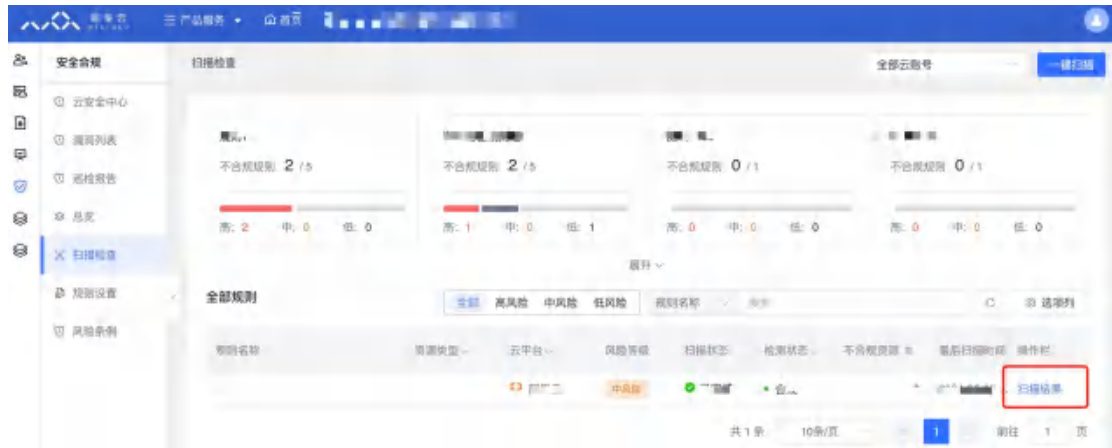 产品服务 首页
安全合规 扫描检查 全部云账号 一键扫描
云安全中心
漏洞列表
巡检报告
总览
扫描检查
规则设置
风险条例
不合规规则 2 /5 不合规规则 2 /5 不合规规则 0 /1 不合规规则 0 /1
高: 2 中: 0 低: 0 高: 1 中: 0 低: 1 高: 0 中: 0 低: 0 高: 0 中: 0 低: 0
展开
全部规则 全部 高风险 中风险 低风险 规则名称 搜索 选项列
规则名称 资源类型 云平台 风险等级 扫描状态 检测状态 不合规资源 最后扫描时间 操作栏
中风险 扫描结果
共 1 条 10条/页 1 前往 1 页